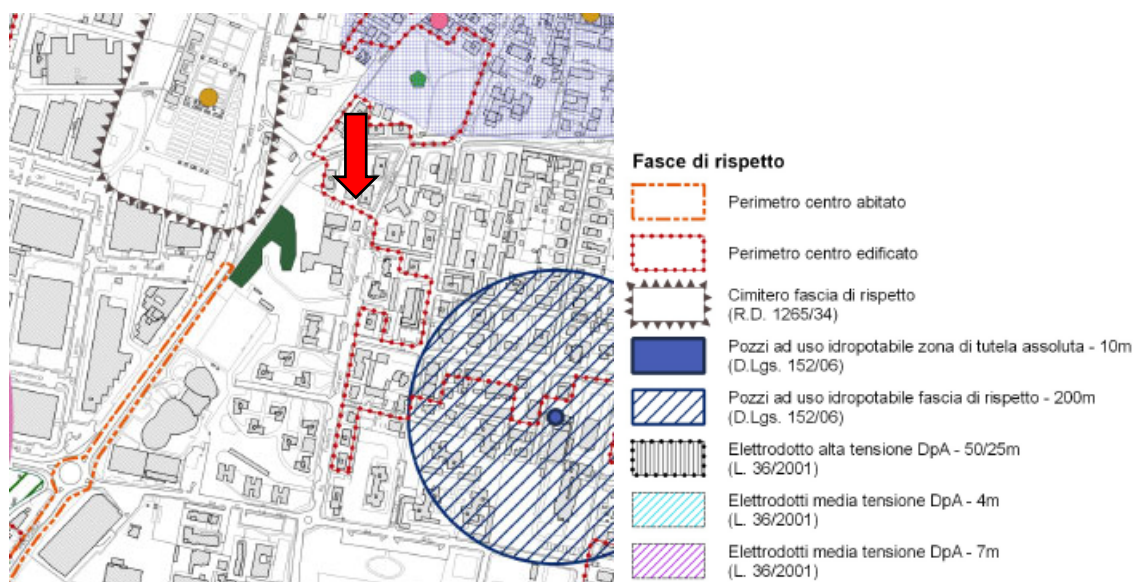 Fasce di rispetto
Perimetro centro abitato
Perimetro centro edificato
Cimitero fascia di rispetto
(R.D. 1265/34)
Pozzi ad uso idropotabile zona di tutela assoluta - 10m
(D.Lgs. 152/06)
Pozzi ad uso idropotabile fascia di rispetto - 200m
(D.Lgs. 152/06)
Elettrodotto alta tensione DpA - 50/25m
(L. 36/2001)
Elettrodotti media tensione DpA - 4m
(L. 36/2001)
Elettrodotti media tensione DpA - 7m
(L. 36/2001)